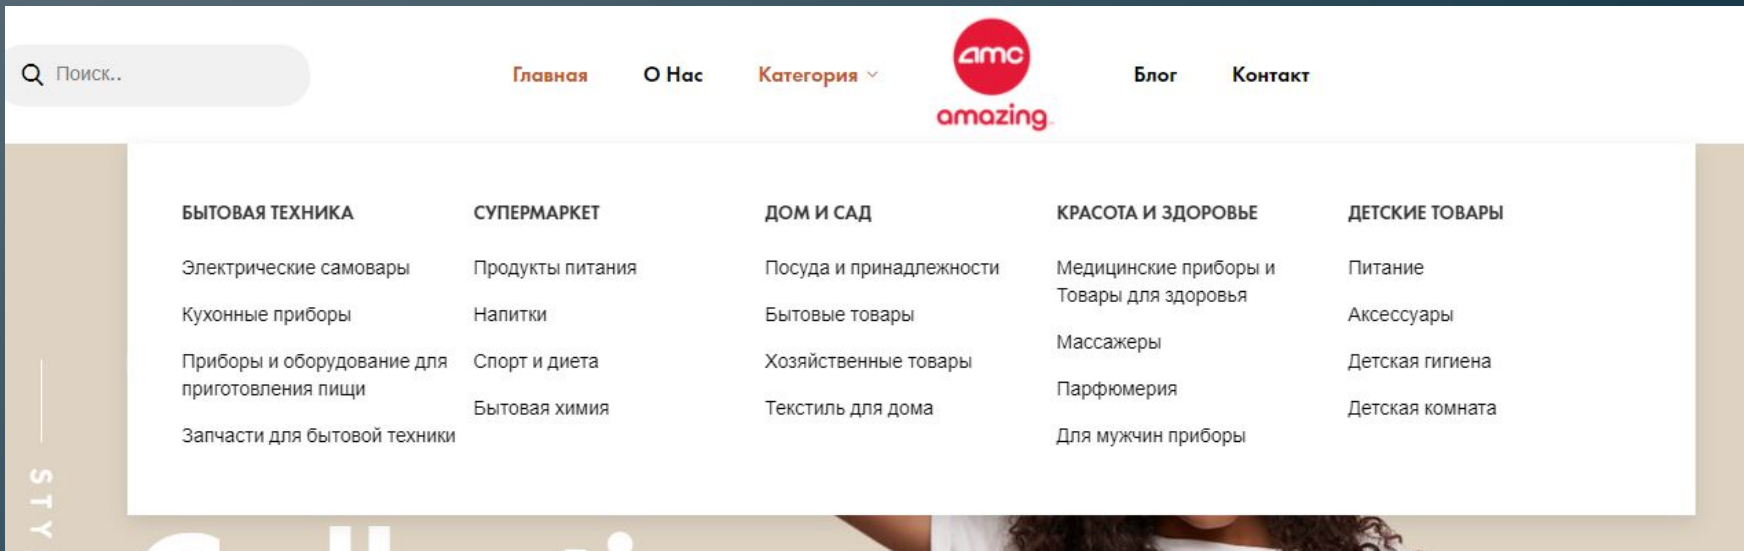 Поиск..
Главная
О Нас
Категория
amc
amazing
Блог
Контакт
БЫТОВАЯ ТЕХНИКА
Электрические самовары
Кухонные приборы
Приборы и оборудование для
приготовления пищи
Запчасти для бытовой техники
СУПЕРМАРКЕТ
Продукты питания
Напитки
Спорт и диета
Бытовая химия
ДОМ И САД
Посуда и принадлежности
Бытовые товары
Хозяйственные товары
Текстиль для дома
КРАСОТА И ЗДОРОВЬЕ
Медицинские приборы и
Товары для здоровья
Массажеры
Парфюмерия
Для мужчин приборы
ДЕТСКИЕ ТОВАРЫ
Питание
Аксессуары
Детская гигиена
Детская комната
STY